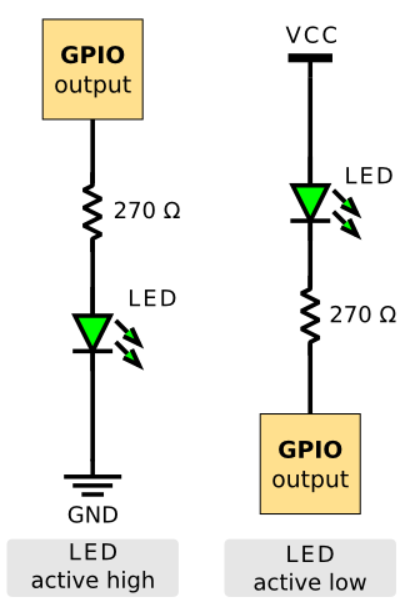 GPIO
output
270 Ω
LED
GND
LED
active high
VCC
LED
270 Ω
GPIO
output
LED
active low